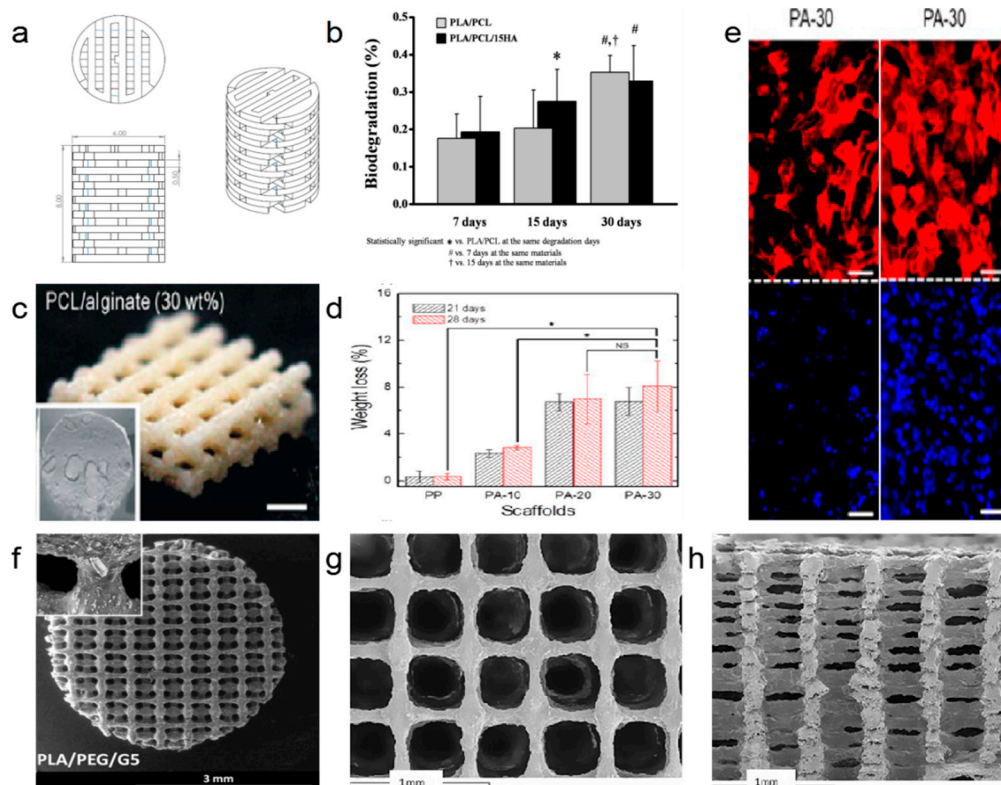 a
6.00
8.00
0.50
b
Biodegradation (%)
0.5
0.4
0.3
0.2
0.1
0.0
PLA/PCL
PLA/PCL/15HA
*
#,†
#
7 days
15 days
30 days
Statistically significant * vs. PLA/PCL at the same degradation days
# vs. 7 days at the same materials
† vs. 15 days at the same materials
e
PA-30
PA-30
c
PCL/alginate (30 wt%)
d
Weight loss (%)
16
12
8
4
0
21 days
28 days
*
*
NS
PP
PA-10
PA-20
PA-30
Scaffolds
f
PLA/PEG/G5
3 mm
g
1mm
h
1mm